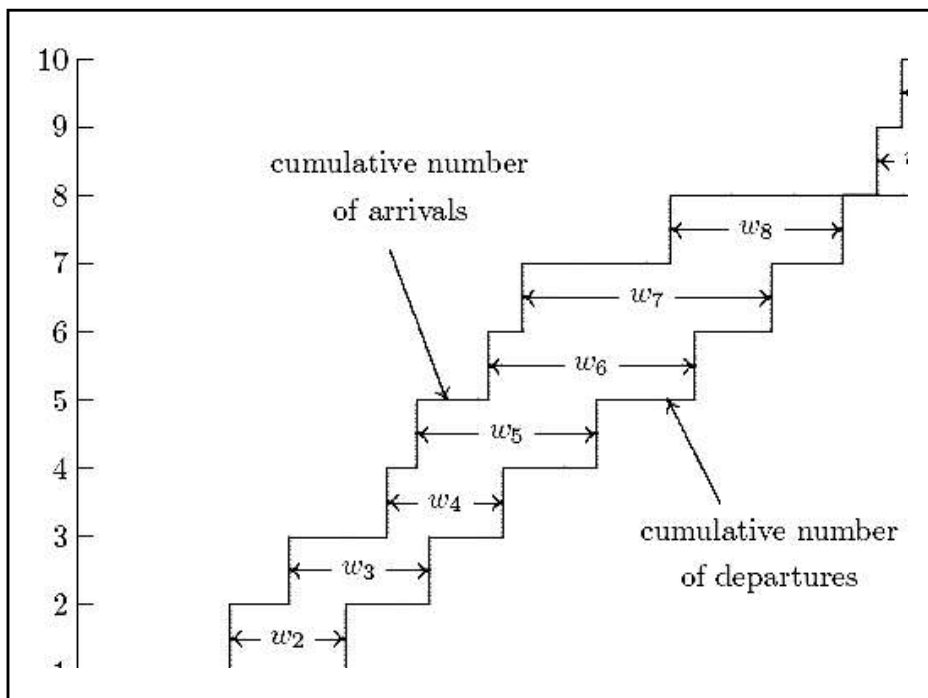 10
9
cumulative number
of arrivals
8
w8
7
w7
6
w6
5
w5
4
w4
3
cumulative number
w3
of departures
2
w2